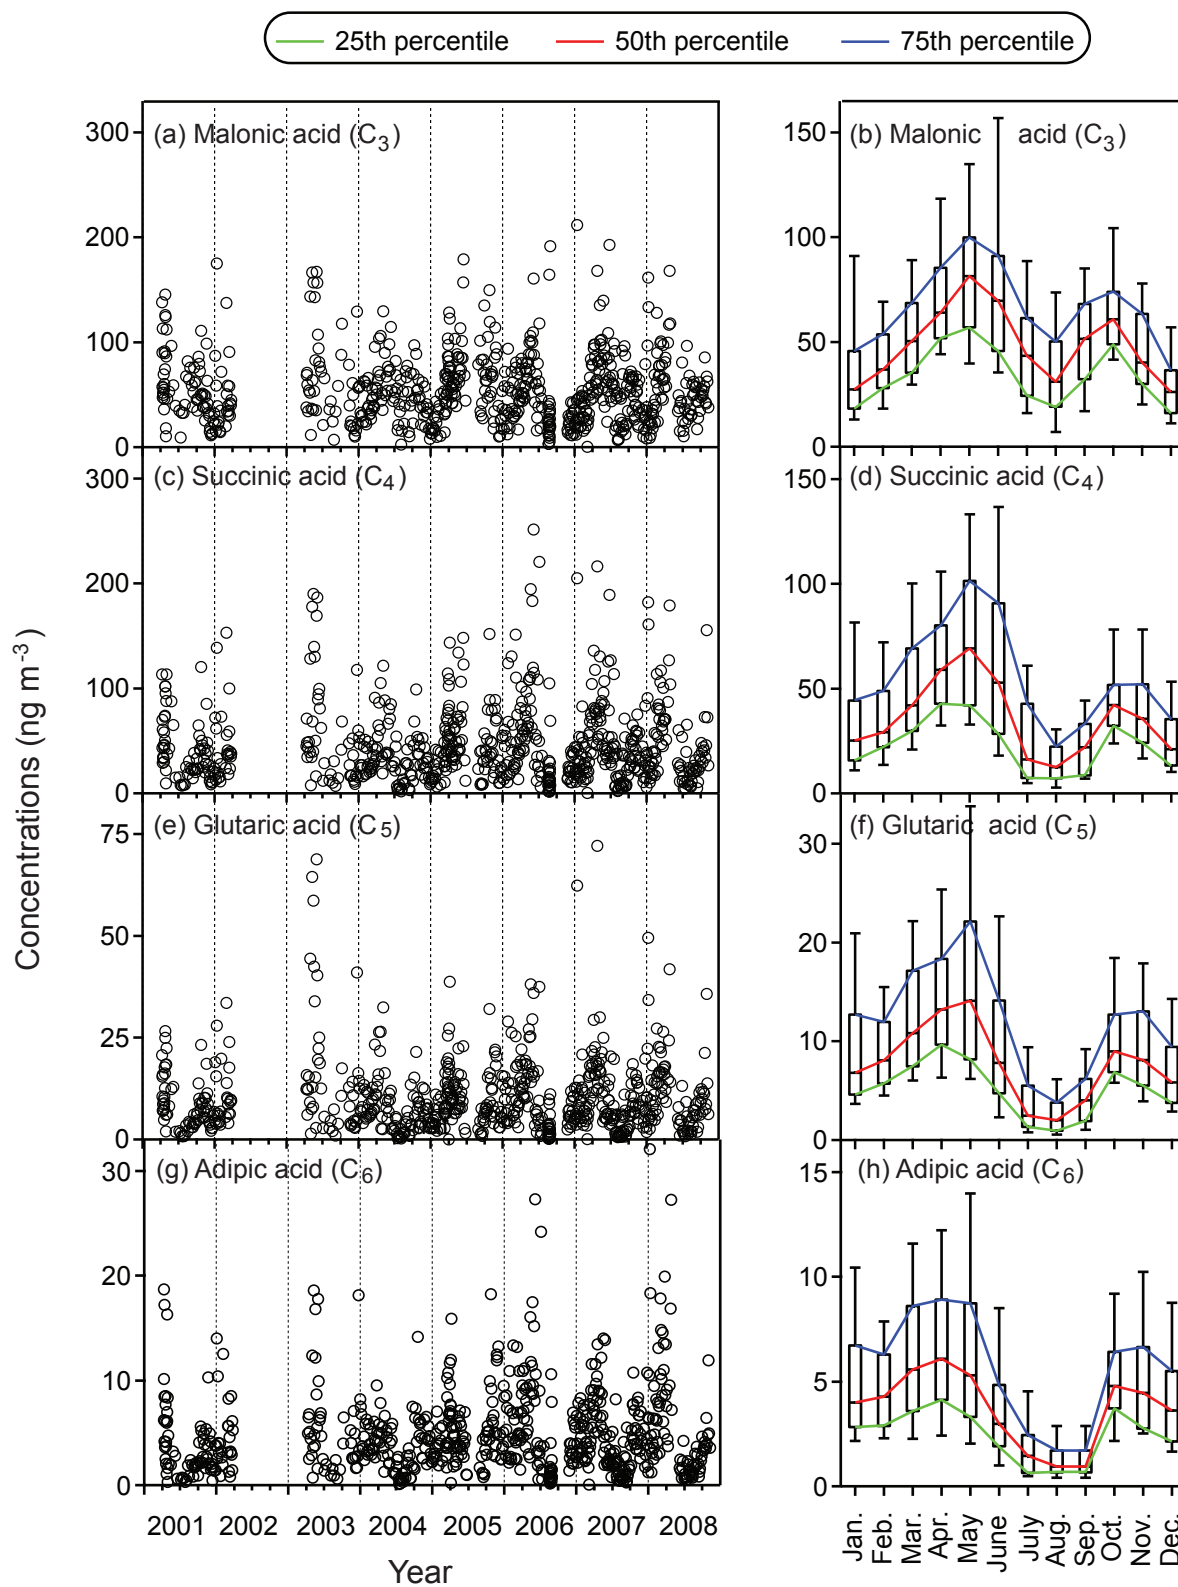 25th percentile 50th percentile 75th percentile
(a) Malonic acid (C3)
300
200
100
0
(b) Malonic acid (C3)
150
100
50
0
(c) Succinic acid (C4)
300
200
100
0
(d) Succinic acid (C4)
150
100
50
0
(e) Glutaric acid (C5)
75
50
25
0
(f) Glutaric acid (C5)
30
20
10
0
(g) Adipic acid (C6)
30
20
10
0
(h) Adipic acid (C6)
15
10
5
0
Concentrations (ng m-3)
2001 2002 2003 2004 2005 2006 2007 2008
Year
Jan. Feb. Mar. Apr. May June July Aug. Sep. Oct. Nov. Dec.